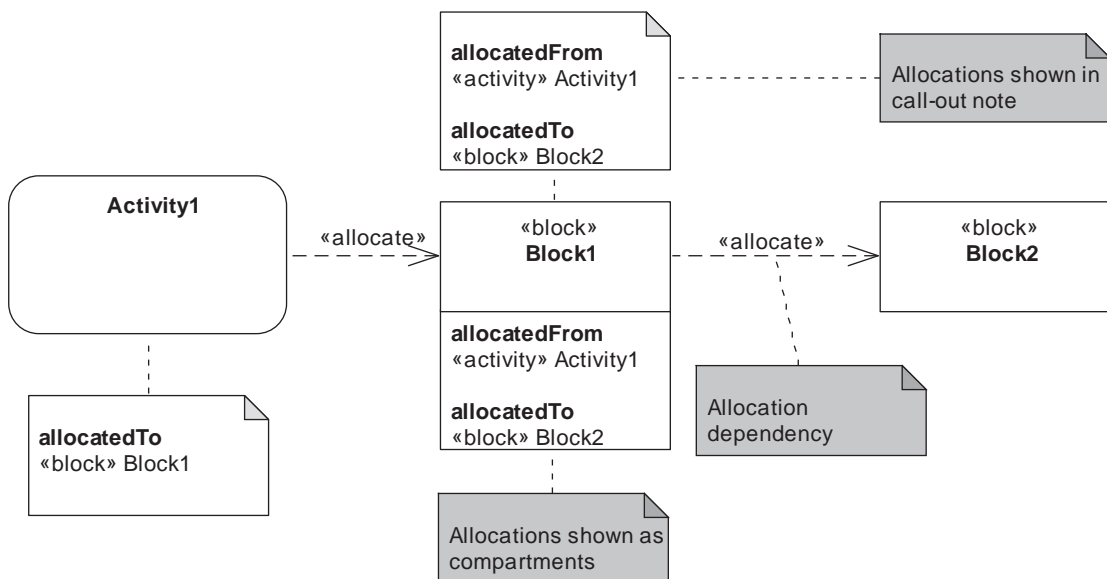 allocatedFrom
«activity» Activity1
allocatedTo
«block» Block2
Allocations shown in
call-out note
Activity1
«allocate»
«block»
Block1
«allocate»
«block»
Block2
allocatedFrom
«activity» Activity1
allocatedTo
«block» Block2
allocatedTo
«block» Block1
Allocation
dependency
Allocations shown as
compartments